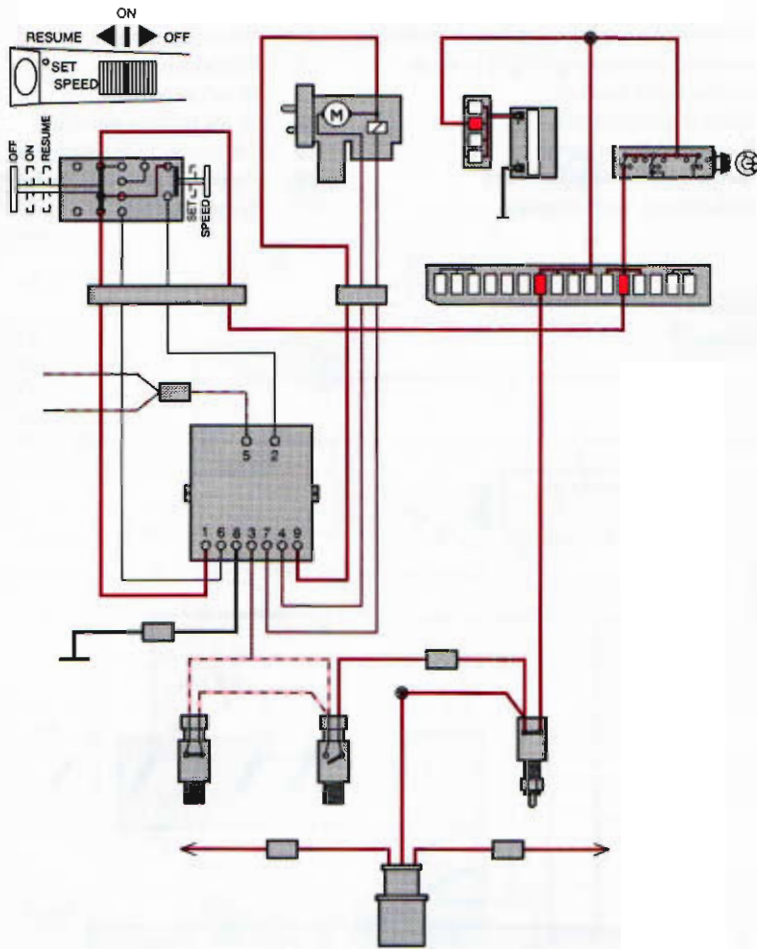 ON
RESUME OFF
SET
SPEED
OFF
ON
RESUME
SET
SPEED
M
5 2
1 6 8 3 7 4 9